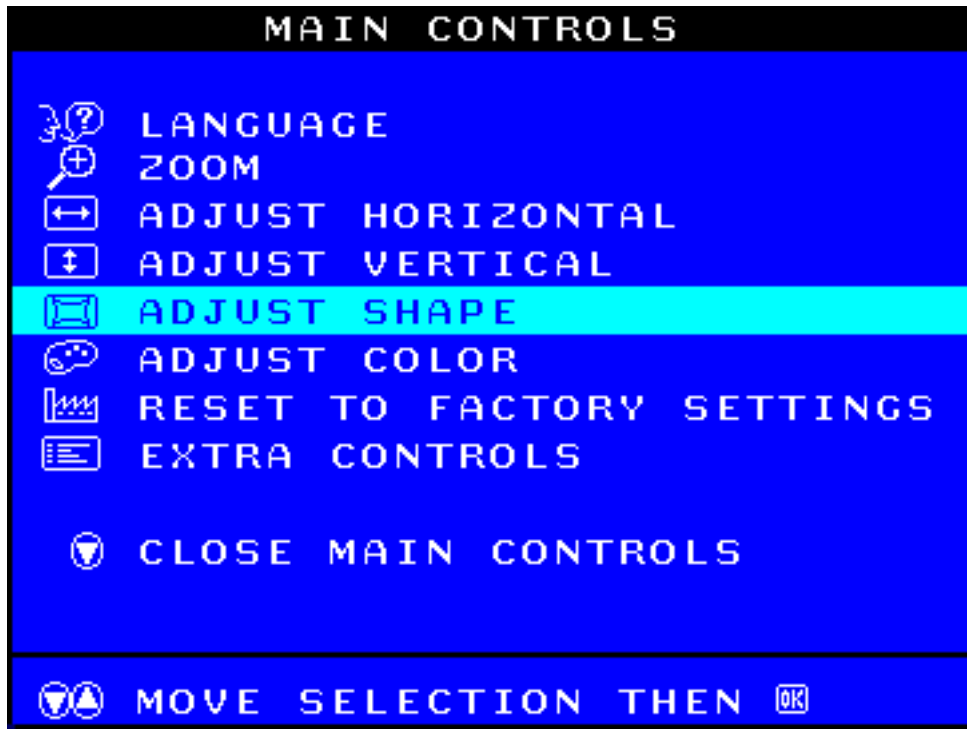 MAIN CONTROLS
LANGUAGE
ZOOM
ADJUST HORIZONTAL
ADJUST VERTICAL
ADJUST SHAPE
ADJUST COLOR
RESET TO FACTORY SETTINGS
EXTRA CONTROLS
CLOSE MAIN CONTROLS
MOVE SELECTION THEN OK